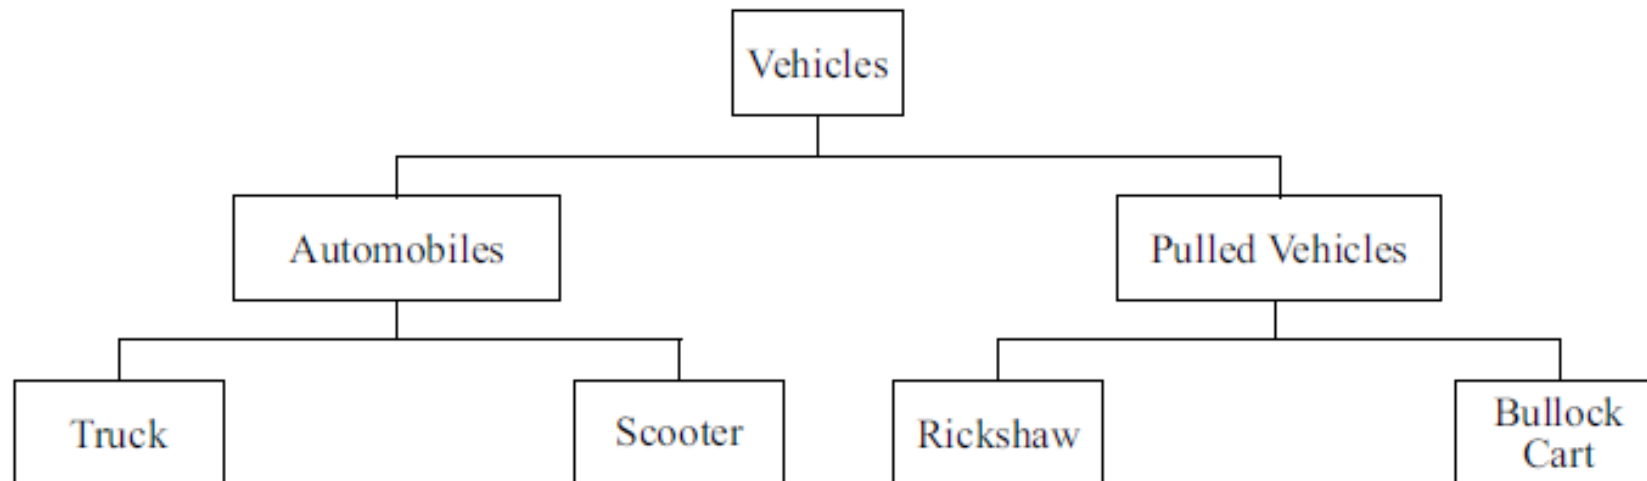 Vehicles
Automobiles
Pulled Vehicles
Truck
Scooter
Rickshaw
Bullock
Cart